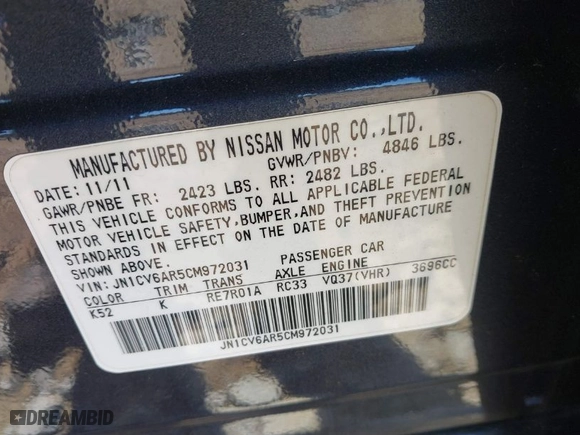 MANUFACTURED BY NISSAN MOTOR CO.,LTD.
DATE: 11/11 GVWR/PNBV: 4846 LBS.
GAWR/PNBE FR: 2423 LBS. RR: 2482 LBS.
THIS VEHICLE CONFORMS TO ALL APPLICABLE FEDERAL
MOTOR VEHICLE SAFETY,BUMPER,AND THEFT PREVENTION
STANDARDS IN EFFECT ON THE DATE OF MANUFACTURE
SHOWN ABOVE.
VIN: JN1CV6AR5CM972031 PASSENGER CAR
COLOR TRIM TRANS AXLE ENGINE
K52 K RE7R01A RC33 VQ37(VHR) 3696CC
JN1CV6AR5CM972031
DREAMBID